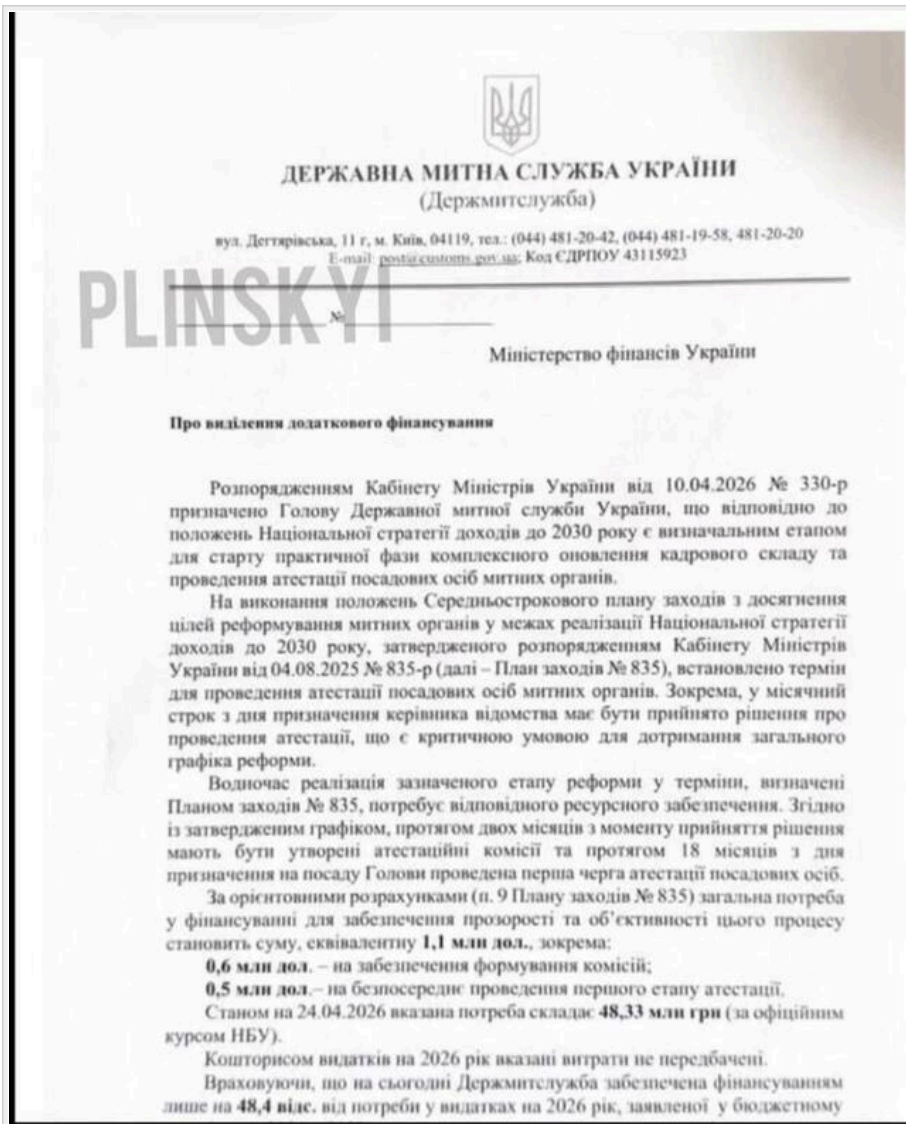 ДЕРЖАВНА МИТНА СЛУЖБА УКРАЇНИ
(Держмитслужба)
вул. Дегтярівська, 11 г, м. Київ, 04119, тел.: (044) 481-20-42, (044) 481-19-58, 481-20-20
E-mail: post@customs.gov.ua; Код ЄДРПОУ 43115923
PLINSKYI
№
Міністерство фінансів України
Про виділення додаткового фінансування
Розпорядженням Кабінету Міністрів України від 10.04.2026 № 330-р
призначено Голову Державної митної служби України, що відповідно до
положень Національної стратегії доходів до 2030 року є визначальним етапом
для старту практичної фази комплексного оновлення кадрового складу та
проведення атестації посадових осіб митних органів.
На виконання положень Середньострокового плану заходів з досягнення
цілей реформування митних органів у межах реалізації Національної стратегії
доходів до 2030 року, затвердженого розпорядженням Кабінету Міністрів
України від 04.08.2025 № 835-р (далі – План заходів № 835), встановлено термін
для проведення атестації посадових осіб митних органів. Зокрема, у місячний
строк з дня призначення керівника відомства має бути прийнято рішення про
проведення атестації, що є критичною умовою для дотримання загального
графіка реформи.
Водночас реалізація зазначеного етапу реформи у терміни, визначені
Планом заходів № 835, потребує відповідного ресурсного забезпечення. Згідно
із затвердженим графіком, протягом двох місяців з моменту прийняття рішення
мають бути утворені атестаційні комісії та протягом 18 місяців з дня
призначення на посаду Голови проведена перша черга атестації посадових осіб.
За орієнтовними розрахунками (п. 9 Плану заходів № 835) загальна потреба
у фінансуванні для забезпечення прозорості та об’єктивності цього процесу
становить суму, еквівалентну 1,1 млн дол., зокрема:
0,6 млн дол. – на забезпечення формування комісій;
0,5 млн дол.– на безпосереднє проведення першого етапу атестації.
Станом на 24.04.2026 вказана потреба складає 48,33 млн грн (за офіційним
курсом НБУ).
Кошторисом видатків на 2026 рік вказані витрати не передбачені.
Враховуючи, що на сьогодні Держмитслужба забезпечена фінансуванням
лише на 48,4 відс. від потреби у видатках на 2026 рік, заявленої у бюджетному